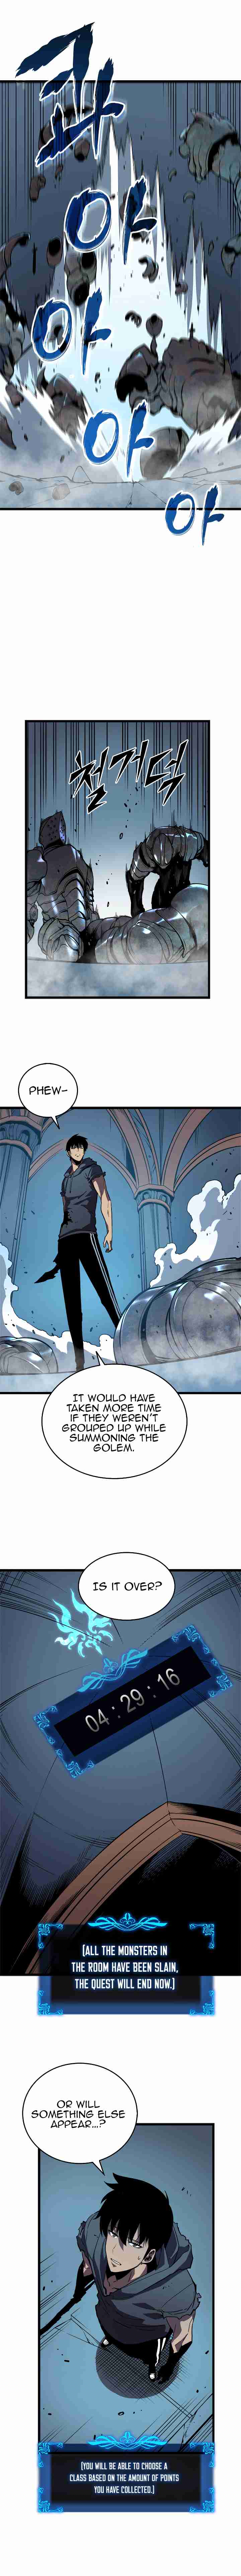 콰
아
아
아
아
철거덕
PHEW-
IT WOULD HAVE
TAKEN MORE TIME
IF THEY WEREN'T
GROUPED UP WHILE
SUMMONING THE
GOLEM.
IS IT OVER?
04 : 29 : 16
[ALL THE MONSTERS IN
THE ROOM HAVE BEEN SLAIN,
THE QUEST WILL END NOW.]
OR WILL
SOMETHING ELSE
APPEAR...?
[YOU WILL BE ABLE TO CHOOSE A
CLASS BASED ON THE AMOUNT OF POINTS
YOU HAVE COLLECTED.]